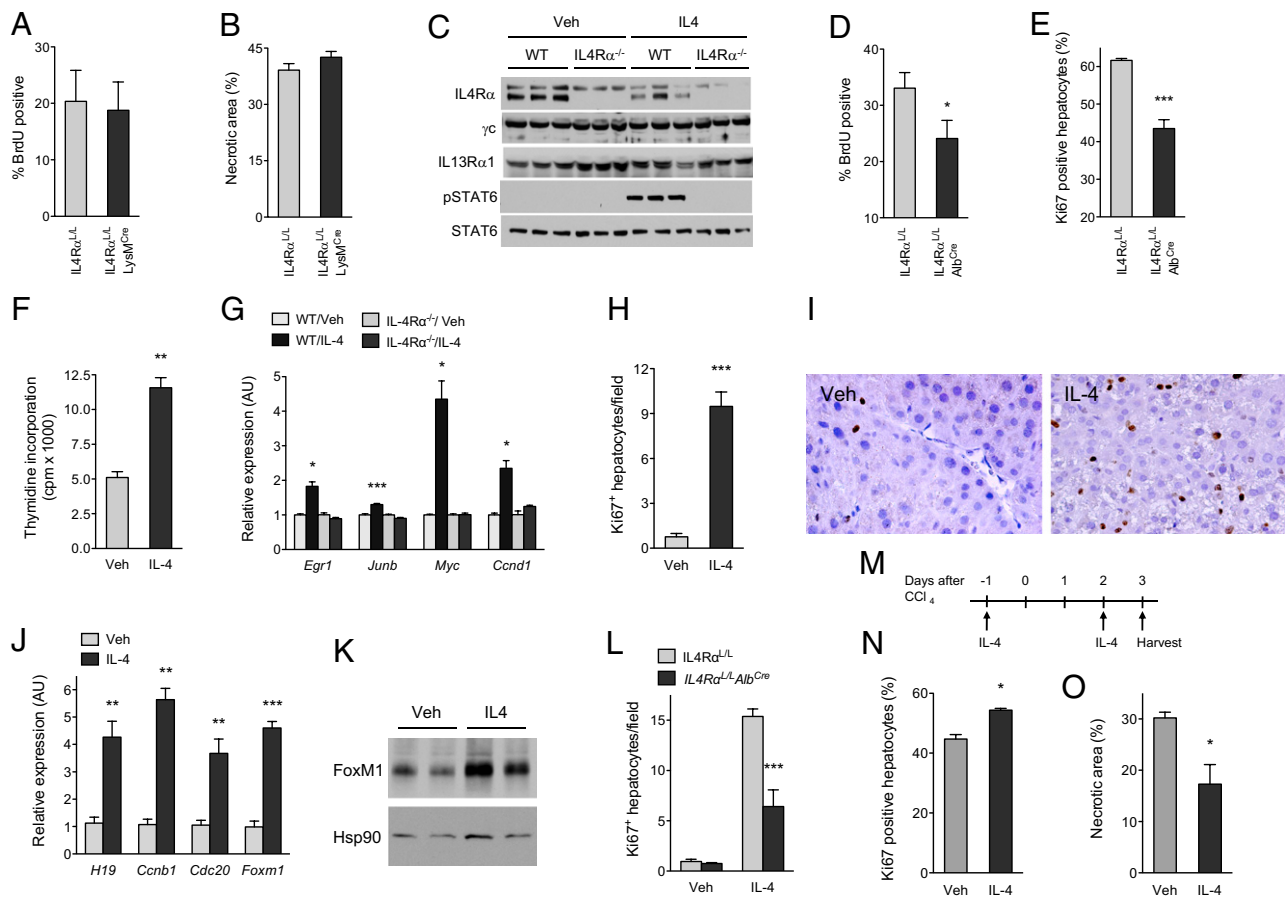 A
% BrdU positive
30
20
10
0
IL4Rα^L/L
IL4Rα^L/L
LysM^Cre
B
Necrotic area (%)
45
30
15
0
IL4Rα^L/L
IL4Rα^L/L
LysM^Cre
C
Veh IL4
WT IL4Rα-/- WT IL4Rα-/-
IL4Rα
γc
IL13Rα1
pSTAT6
STAT6
D
% BrdU positive
40
30
20
10
*
IL4Rα^L/L
IL4Rα^L/L
Alb^Cre
E
Ki67 positive hepatocytes (%)
60
50
40
30
20
***
IL4Rα^L/L
IL4Rα^L/L
Alb^Cre
F
Thymidine incorporation
(cpm x 1000)
12.5
10.0
7.5
5.0
2.5
0
**
Veh IL-4
G
WT/Veh IL-4Rα-/-/ Veh
WT/IL-4 IL-4Rα-/-/IL-4
Relative expression (AU)
5
4
3
2
1
0
* *** * *
Egr1 Junb Myc Ccnd1
H
Ki67+ hepatocytes/field
12
9
6
3
0
***
Veh IL-4
I
Veh
IL-4
J
Veh
IL-4
Relative expression (AU)
6
5
4
3
2
1
0
** ** ** ***
H19 Ccnb1 Cdc20 Foxm1
K
Veh IL4
FoxM1
Hsp90
L
IL4Rα^L/L
IL4Rα^L/L Alb^Cre
Ki67+ hepatocytes/field
15
10
5
0
***
Veh IL-4
M
Days after
CCl 4
-1 0 1 2 3
IL-4 IL-4 Harvest
N
Ki67 positive hepatocytes (%)
60
40
20
0
*
Veh IL-4
O
Necrotic area (%)
30
20
10
0
*
Veh IL-4